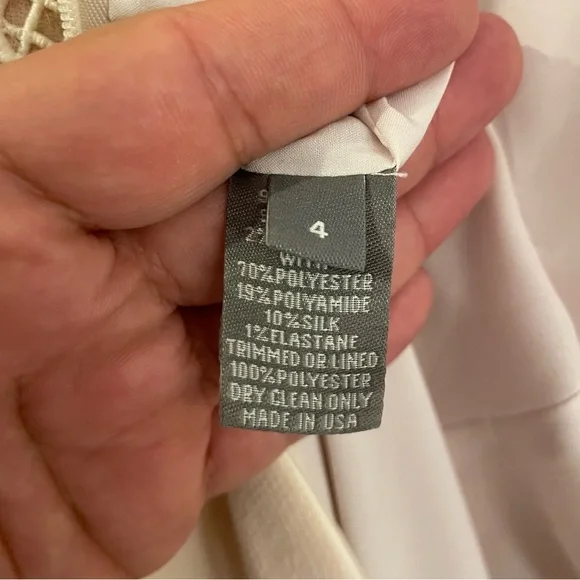 4
WITH
70%POLYESTER
19%POLYAMIDE
10%SILK
1%ELASTANE
TRIMMED OR LINED
100%POLYESTER
DRY CLEAN ONLY
MADE IN USA